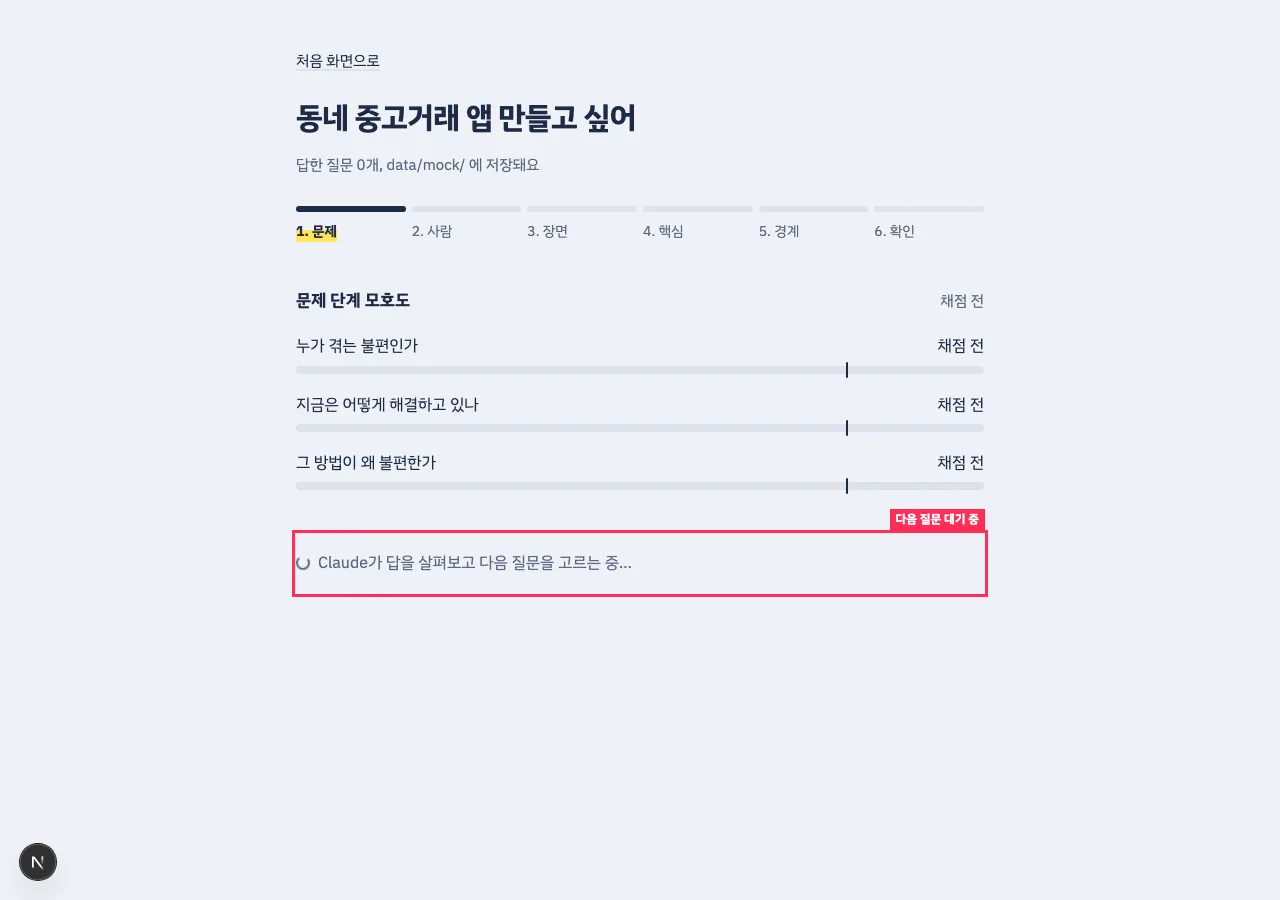 처음 화면으로
동네 중고거래 앱 만들고 싶어
답한 질문 0개, data/mock/ 에 저장돼요
1. 문제 2. 사람 3. 장면 4. 핵심 5. 경계 6. 확인
문제 단계 모호도 채점 전
누가 겪는 불편인가 채점 전
지금은 어떻게 해결하고 있나 채점 전
그 방법이 왜 불편한가 채점 전
다음 질문 대기 중
Claude가 답을 살펴보고 다음 질문을 고르는 중...
N